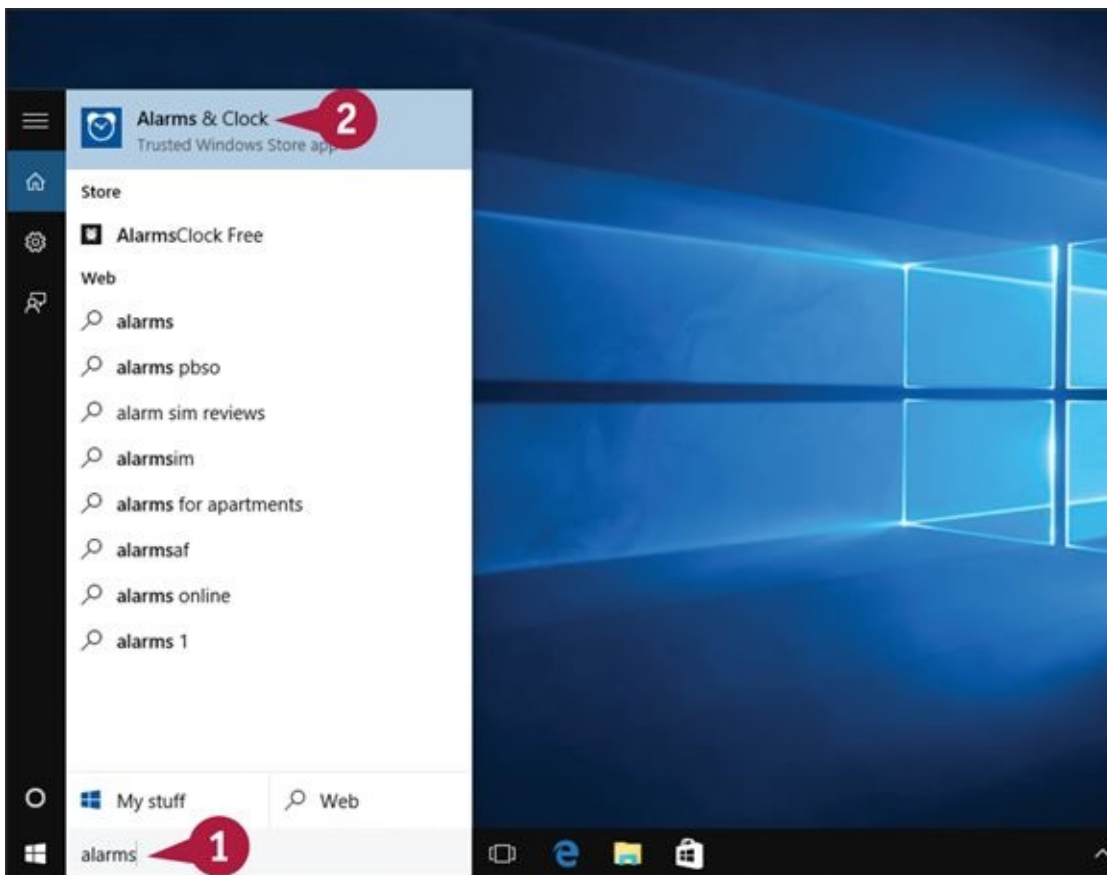 Alarms & Clock
2
Trusted Windows Store app
Store
AlarmsClock Free
Web
alarms
alarms pbso
alarm sim reviews
alarmsim
alarms for apartments
alarmsaf
alarms online
alarms 1
My stuff
Web
alarms
1